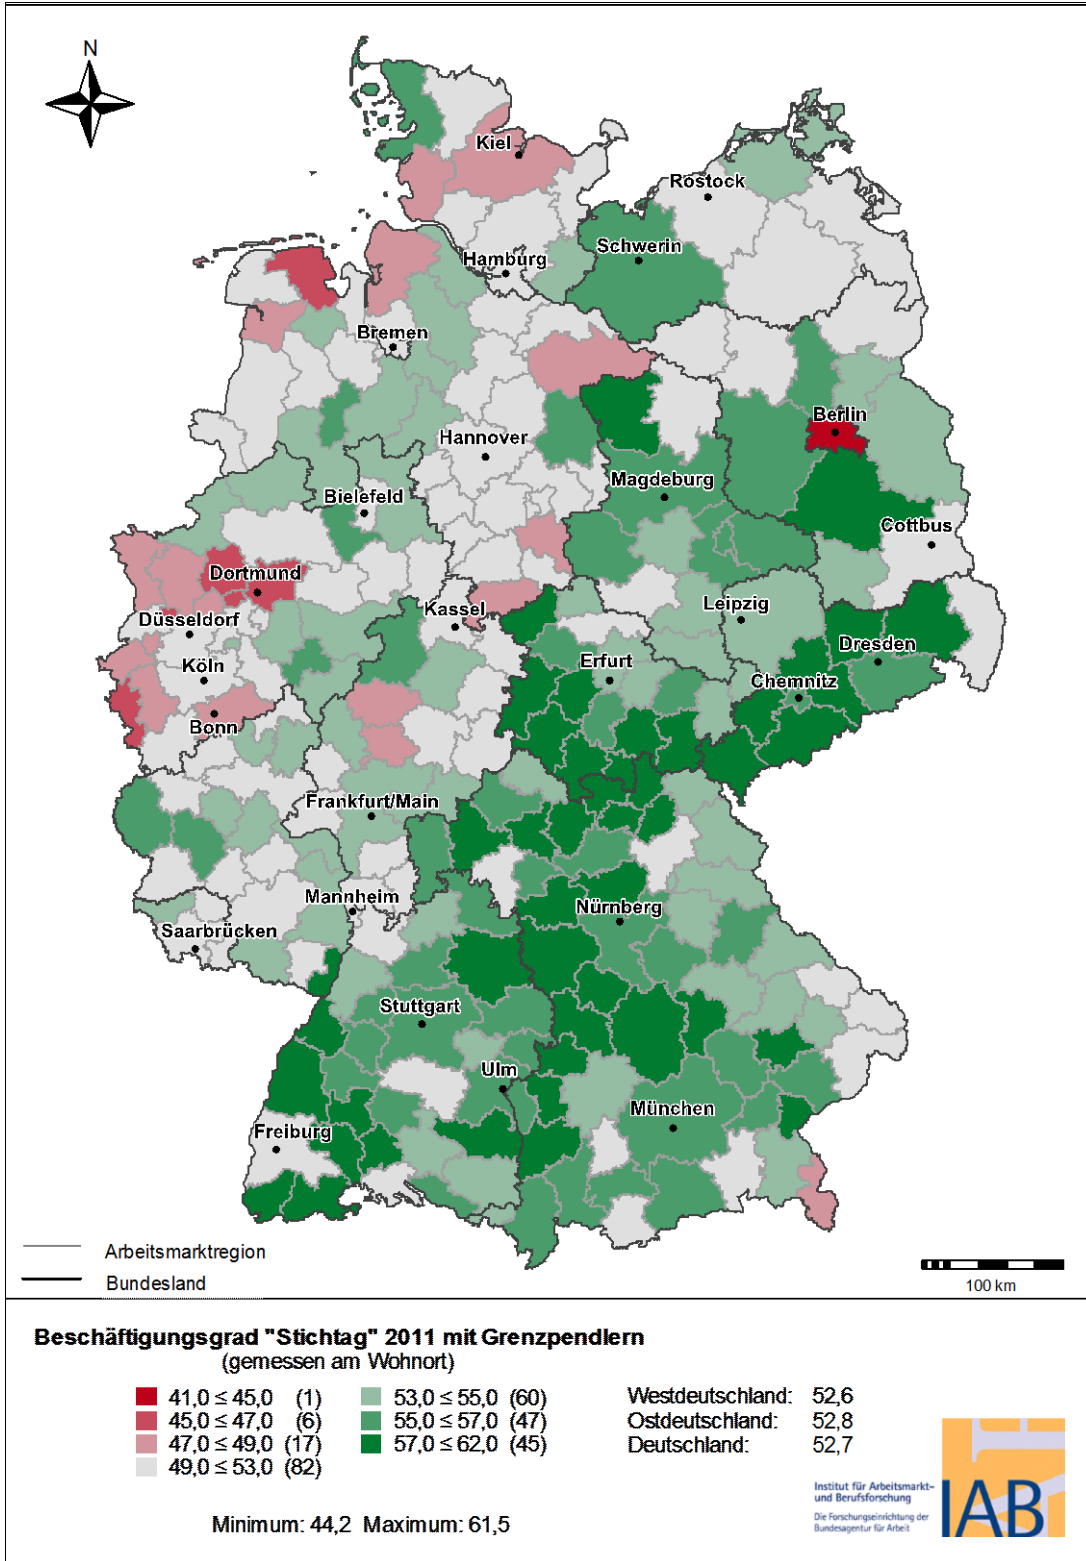 N
Kiel
Rostock
Schwerin
Hamburg
Bremen
Berlin
Hannover
Magdeburg
Bielefeld
Cottbus
Dortmund
Leipzig
Kassel
Düsseldorf
Dresden
Köln
Erfurt
Chemnitz
Bonn
Frankfurt/Main
Mannheim
Nürnberg
Saarbrücken
Stuttgart
Ulm
München
Freiburg
Arbeitsmarktregion
Bundesland
100 km
Beschäftigungsgrad "Stichtag" 2011 mit Grenzpendlern
(gemessen am Wohnort)
41,0 ≤ 45,0 (1)
45,0 ≤ 47,0 (6)
47,0 ≤ 49,0 (17)
49,0 ≤ 53,0 (82)
53,0 ≤ 55,0 (60)
55,0 ≤ 57,0 (47)
57,0 ≤ 62,0 (45)
Westdeutschland: 52,6
Ostdeutschland: 52,8
Deutschland: 52,7
Minimum: 44,2 Maximum: 61,5
Institut für Arbeitsmarkt-
und Berufsforschung
Die Forschungseinrichtung der
Bundesagentur für Arbeit
IAB